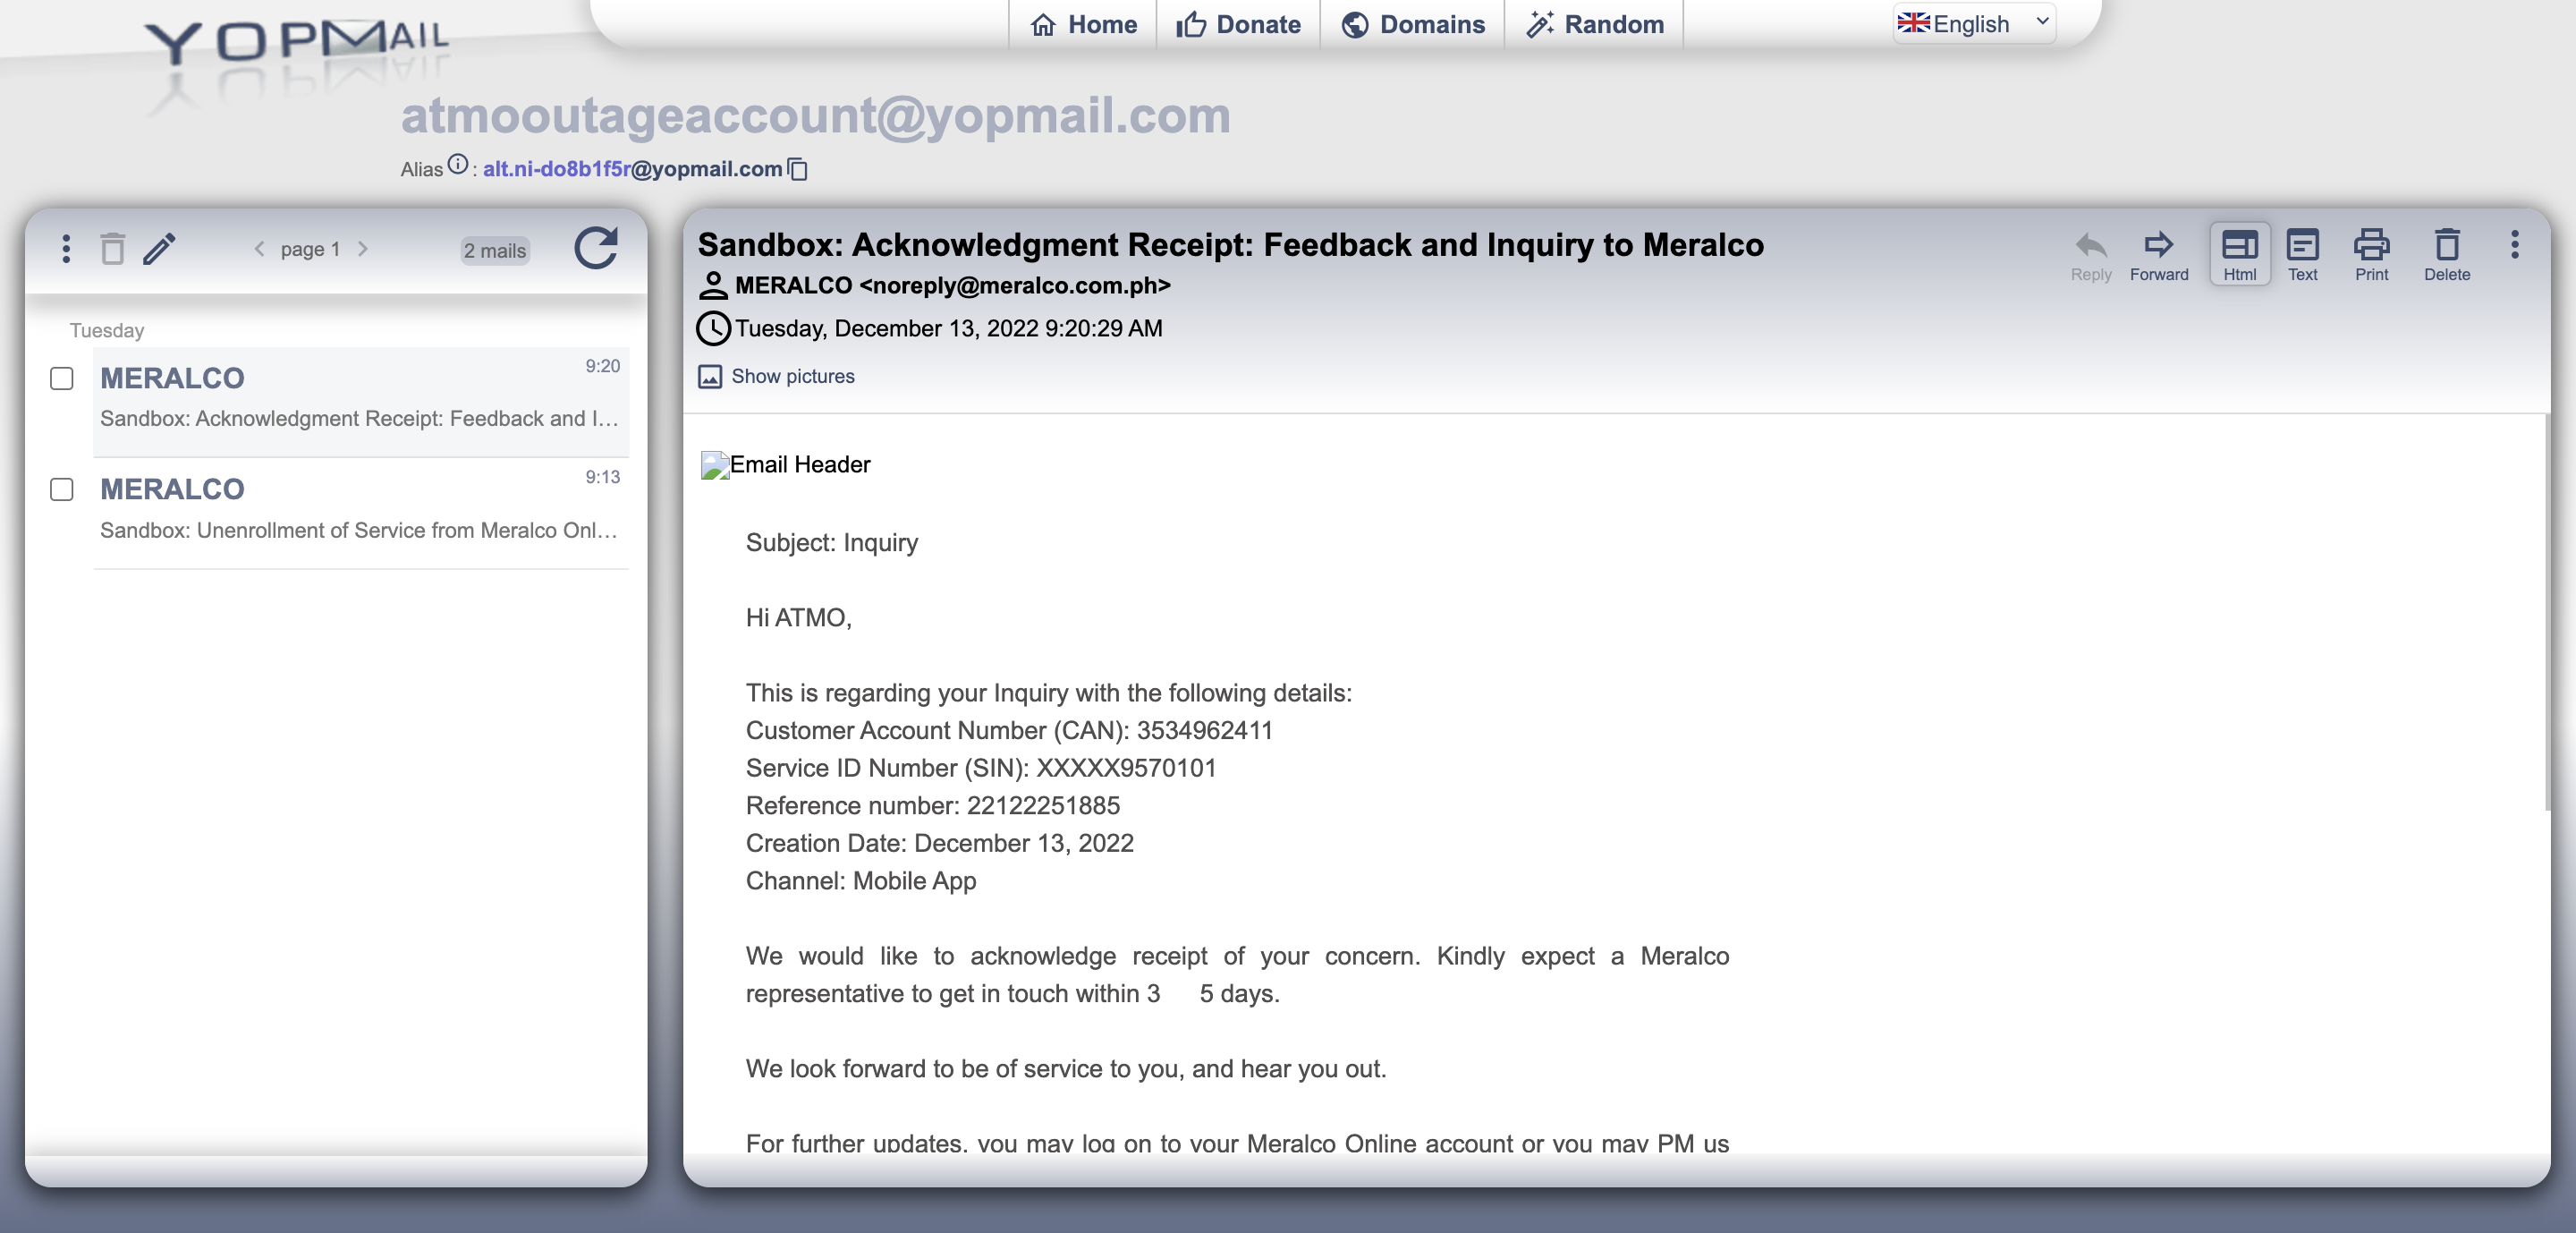 YOPMAIL
Home
Donate
Domains
Random
English
atmooutageaccount@yopmail.com
Alias : alt.ni-do8b1f5r@yopmail.com
page 1
2 mails
Tuesday
MERALCO
9:20
Sandbox: Acknowledgment Receipt: Feedback and I…
MERALCO
9:13
Sandbox: Unenrollment of Service from Meralco Onl…
Sandbox: Acknowledgment Receipt: Feedback and Inquiry to Meralco
MERALCO <noreply@meralco.com.ph>
Tuesday, December 13, 2022 9:20:29 AM
Show pictures
Reply
Forward
Html
Text
Print
Delete
Email Header
Subject: Inquiry
Hi ATMO,
This is regarding your Inquiry with the following details:
Customer Account Number (CAN): 3534962411
Service ID Number (SIN): XXXXX9570101
Reference number: 22122251885
Creation Date: December 13, 2022
Channel: Mobile App
We would like to acknowledge receipt of your concern. Kindly expect a Meralco
representative to get in touch within 3 5 days.
We look forward to be of service to you, and hear you out.
For further updates, you may log on to your Meralco Online account or you may PM us